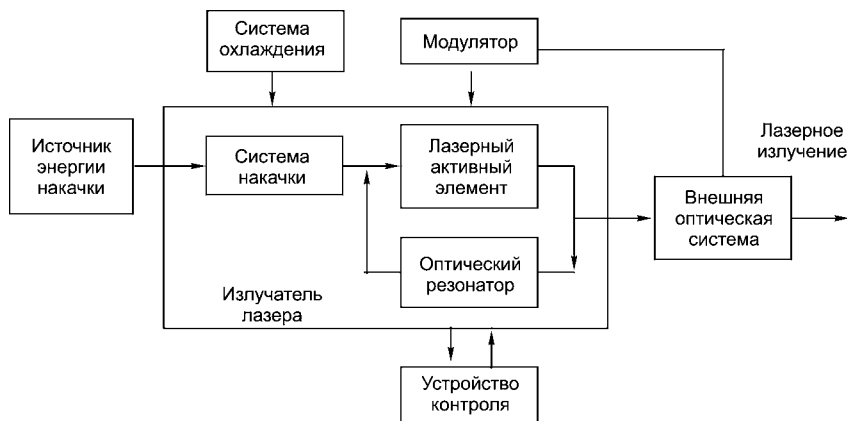 Система
охлаждения
Модулятор
Источник
энергии
накачки
Система
накачки
Лазерный
активный
элемент
Лазерное
излучение
Внешняя
оптическая
система
Оптический
резонатор
Излучатель
лазера
Устройство
контроля